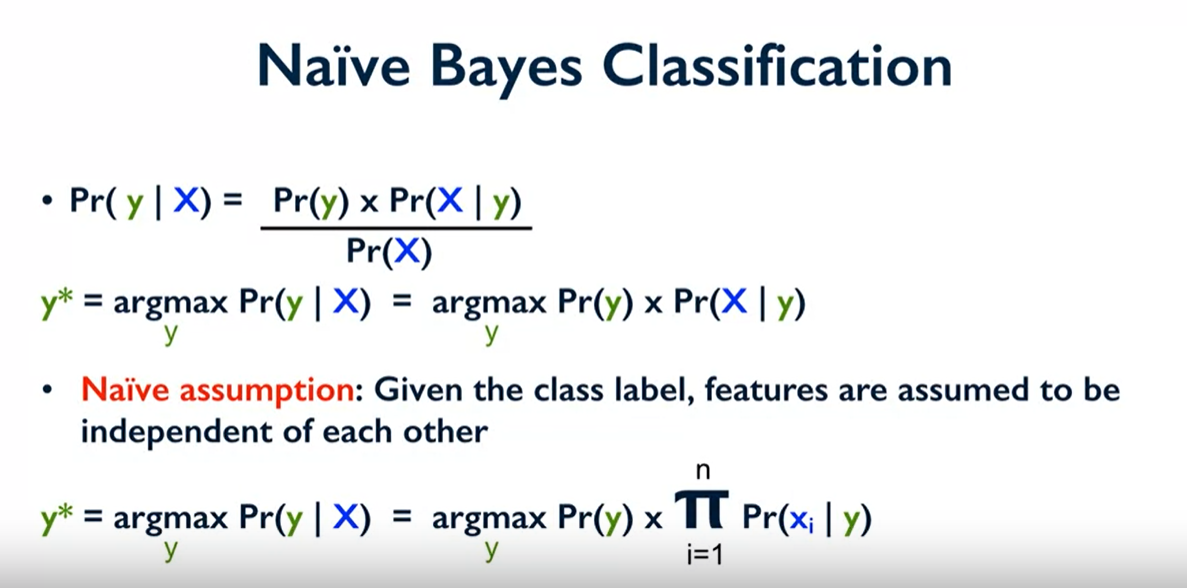 Naïve Bayes Classification
• Pr( y | X) = Pr(y) x Pr(X | y)
Pr(X)
y* = argmax Pr(y | X) = argmax Pr(y) x Pr(X | y)
y y
• Naïve assumption: Given the class label, features are assumed to be
independent of each other
n
y* = argmax Pr(y | X) = argmax Pr(y) x π Pr(xᵢ | y)
y y i=1